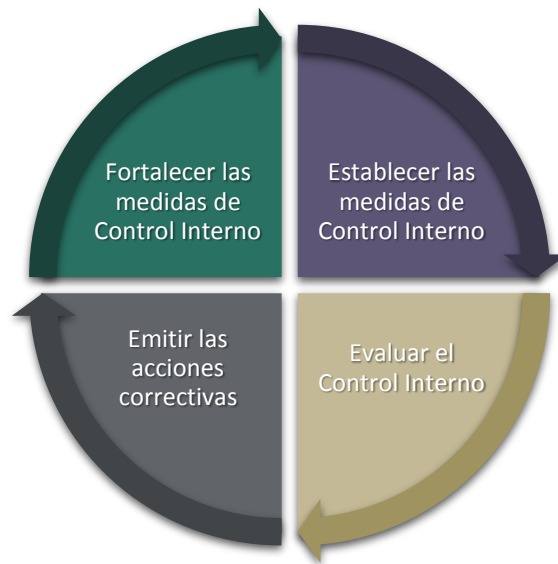 Fortalecer las
medidas de
Control Interno
Establecer las
medidas de
Control Interno
Emitir las
acciones
correctivas
Evaluar el
Control Interno